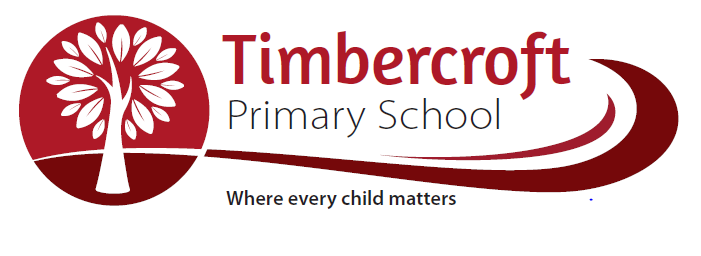 Timbercroft
Primary School
Where every child matters